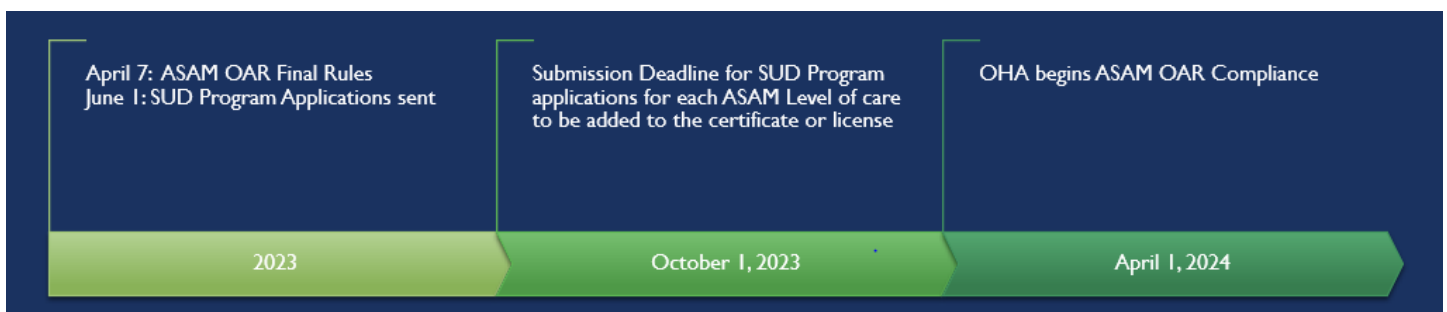 April 7: ASAM OAR Final Rules
June 1: SUD Program Applications sent
Submission Deadline for SUD Program
applications for each ASAM Level of care
to be added to the certificate or license
OHA begins ASAM OAR Compliance
2023
October 1, 2023
April 1, 2024